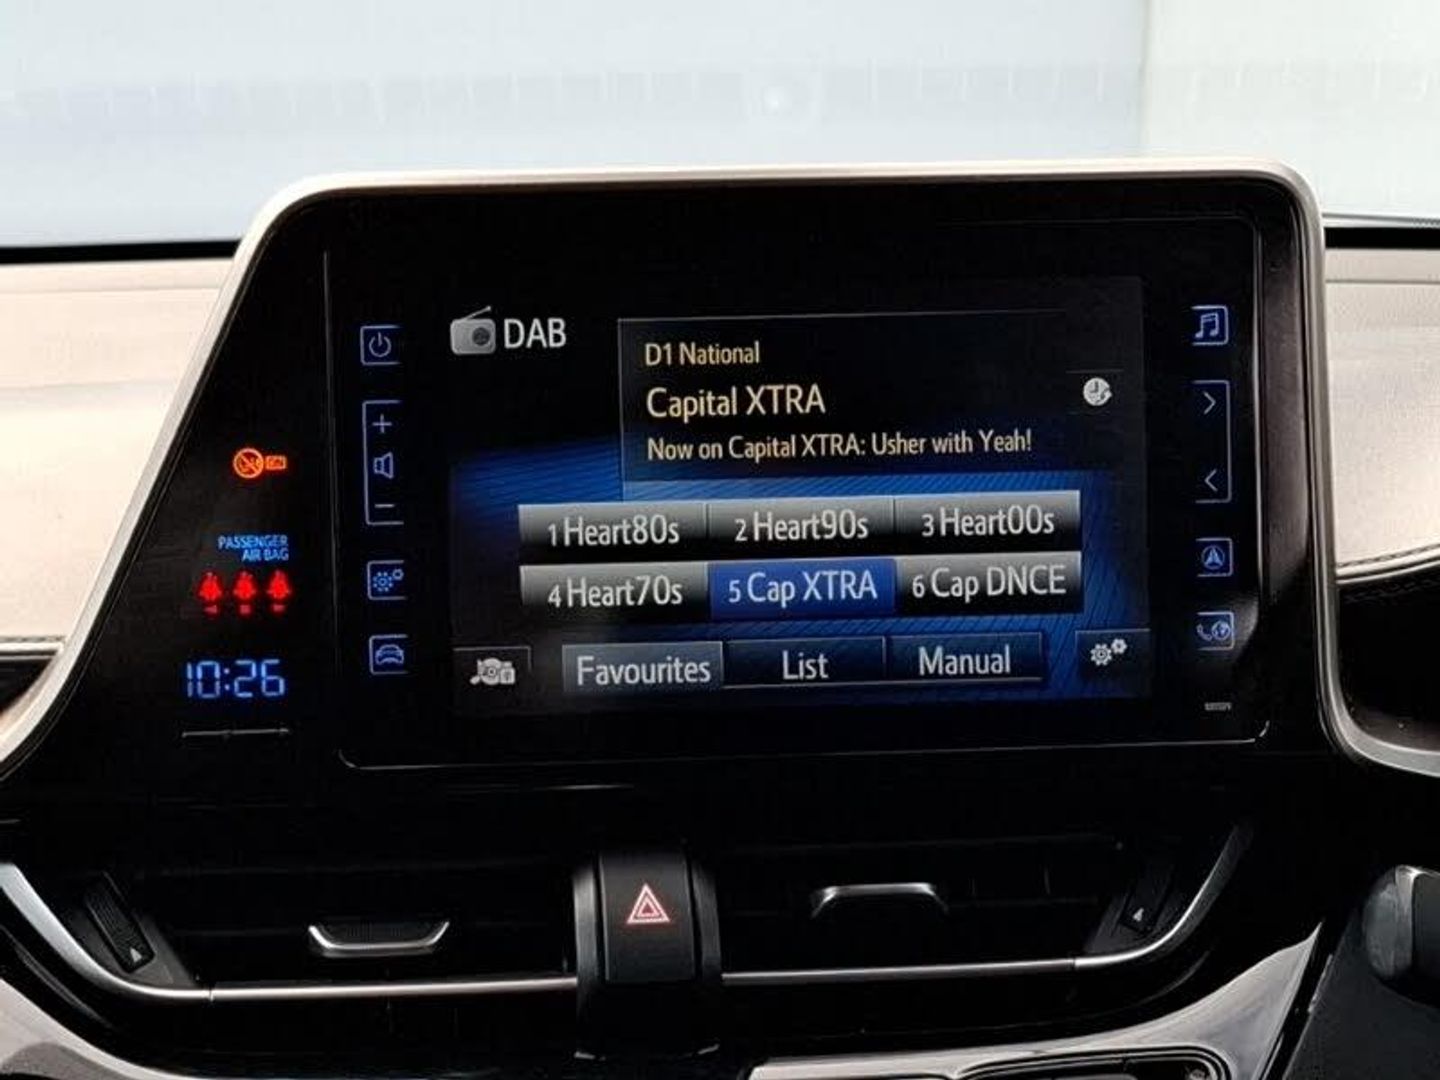 DAB
D1 National
Capital XTRA
Now on Capital XTRA: Usher with Yeah!
1 Heart80s
2 Heart90s
3 Heart00s
4 Heart70s
5 Cap XTRA
6 Cap DNCE
Favourites
List
Manual
PASSENGER
AIR BAG
10:26